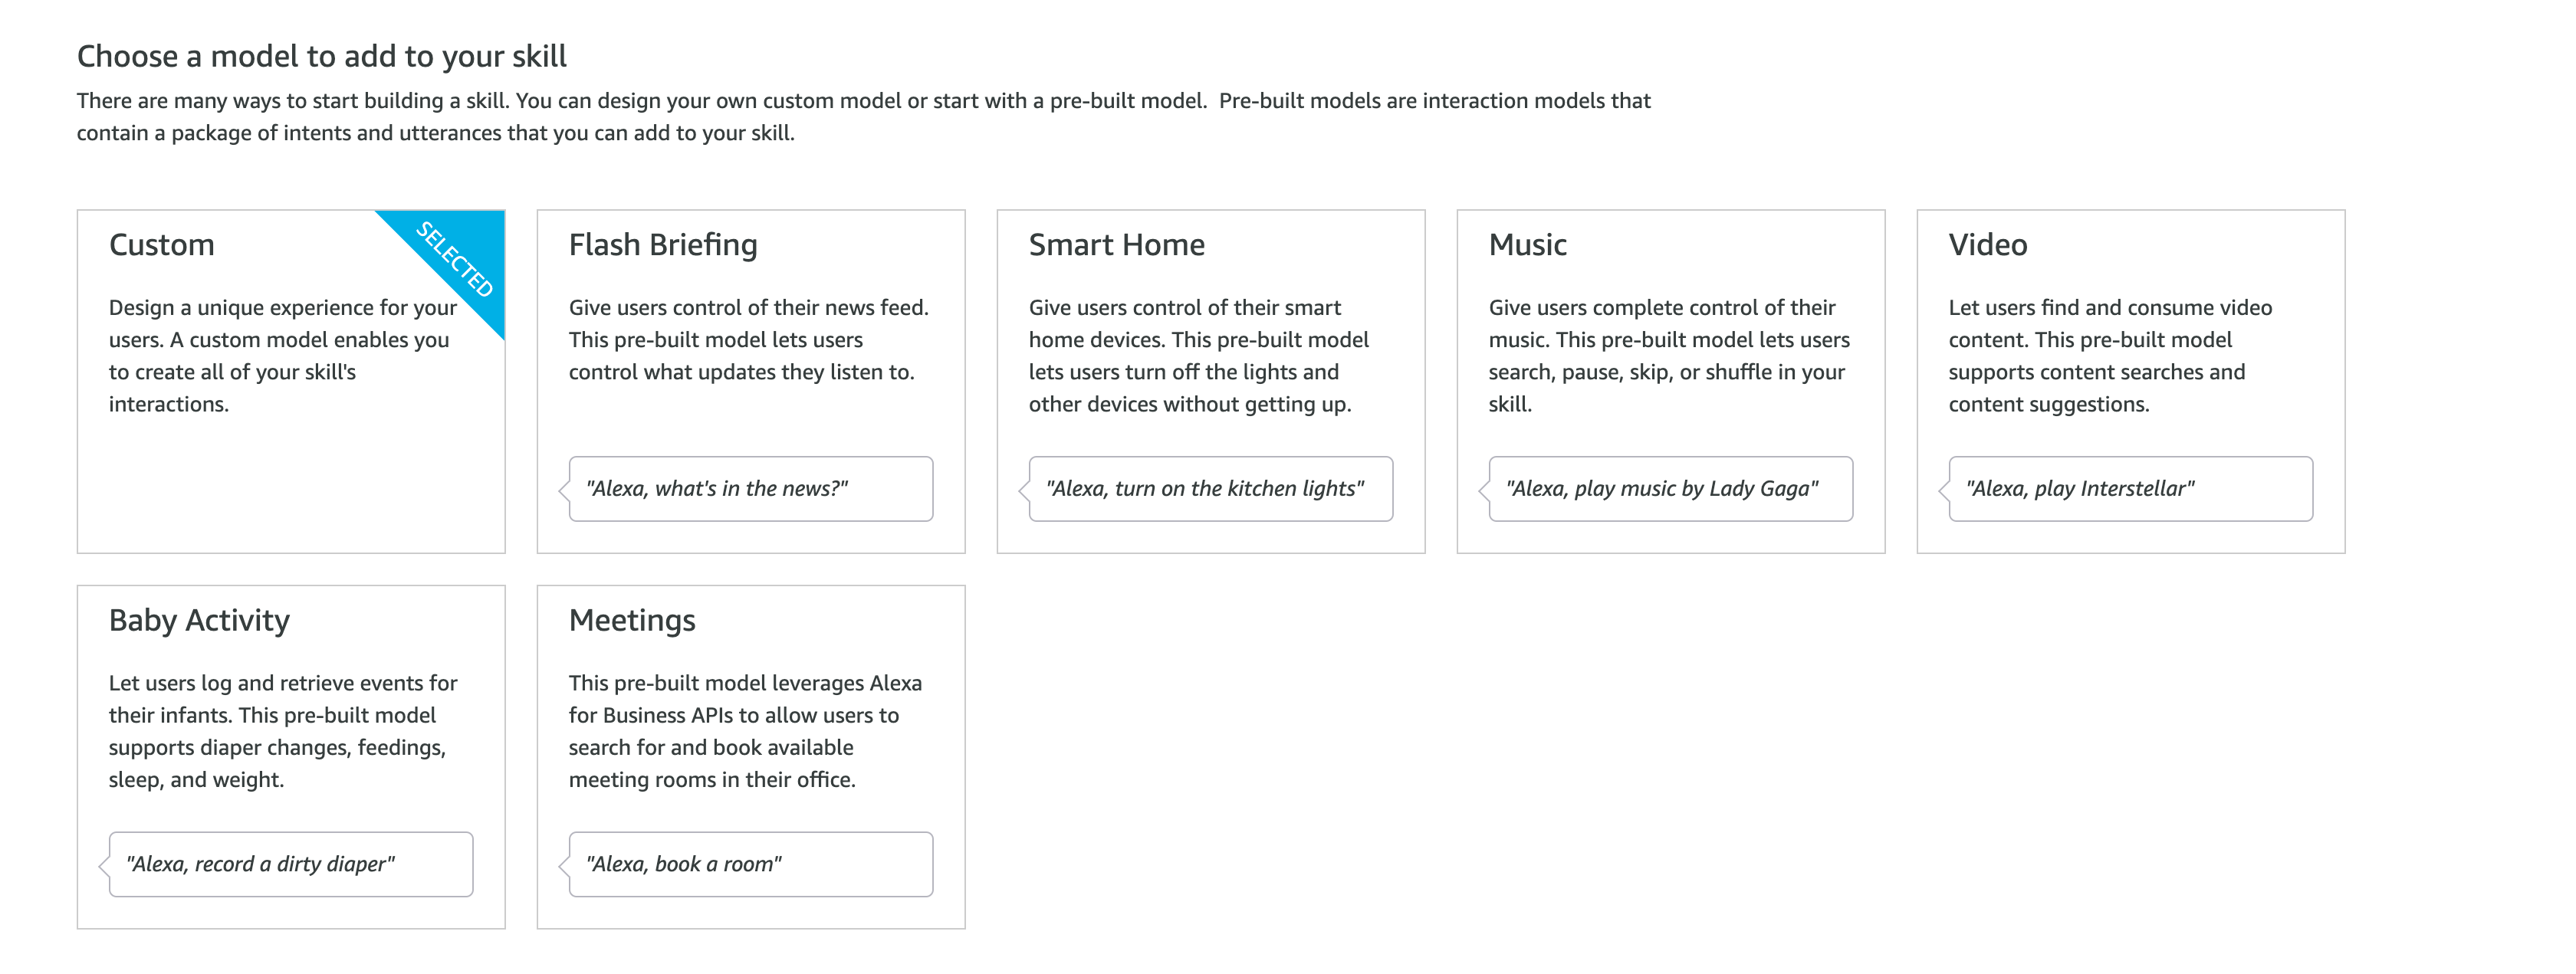 Choose a model to add to your skill
There are many ways to start building a skill. You can design your own custom model or start with a pre-built model.  Pre-built models are interaction models that
contain a package of intents and utterances that you can add to your skill.
Custom
SELECTED
Design a unique experience for your
users. A custom model enables you
to create all of your skill's
interactions.
Flash Briefing
Give users control of their news feed.
This pre-built model lets users
control what updates they listen to.
"Alexa, what's in the news?"
Smart Home
Give users control of their smart
home devices. This pre-built model
lets users turn off the lights and
other devices without getting up.
"Alexa, turn on the kitchen lights"
Music
Give users complete control of their
music. This pre-built model lets users
search, pause, skip, or shuffle in your
skill.
"Alexa, play music by Lady Gaga"
Video
Let users find and consume video
content. This pre-built model
supports content searches and
content suggestions.
"Alexa, play Interstellar"
Baby Activity
Let users log and retrieve events for
their infants. This pre-built model
supports diaper changes, feedings,
sleep, and weight.
"Alexa, record a dirty diaper"
Meetings
This pre-built model leverages Alexa
for Business APIs to allow users to
search for and book available
meeting rooms in their office.
"Alexa, book a room"